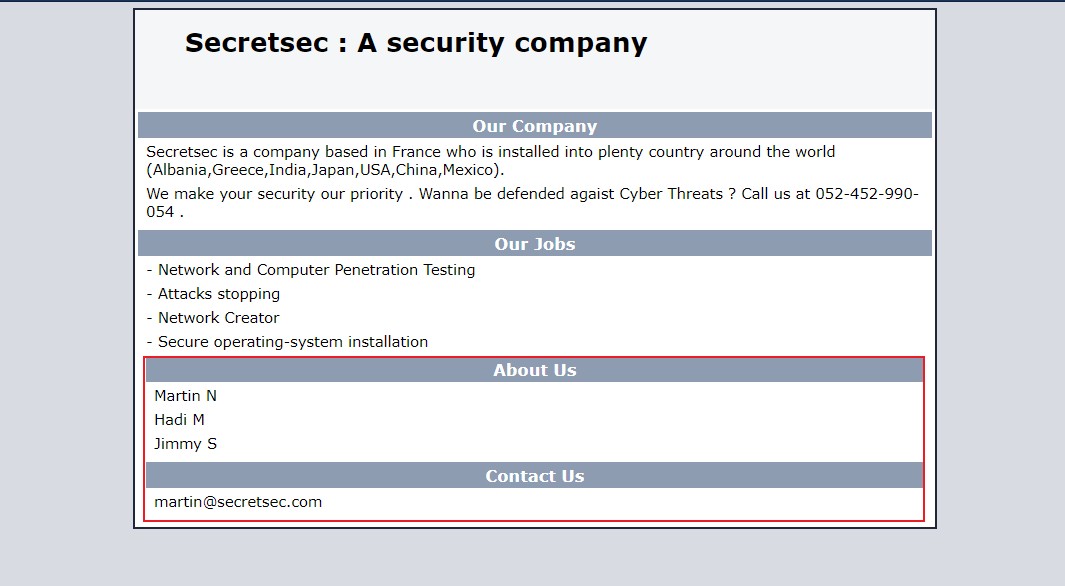 Secretsec : A security company
Our Company
Secretsec is a company based in France who is installed into plenty country around the world
(Albania,Greece,India,Japan,USA,China,Mexico).
We make your security our priority . Wanna be defended agaist Cyber Threats ? Call us at 052-452-990-
054 .
Our Jobs
- Network and Computer Penetration Testing
- Attacks stopping
- Network Creator
- Secure operating-system installation
About Us
Martin N
Hadi M
Jimmy S
Contact Us
martin@secretsec.com